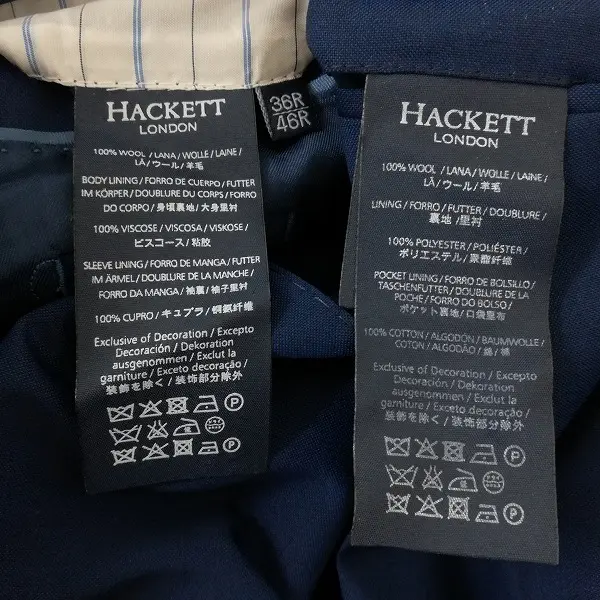 HACKETT
LONDON
36R
46R
100% WOOL / LANA / WOLLE / LAINE /
LÃ / ウール / 羊毛
BODY LINING / FORRO DE CUERPO / FUTTER
IM KÖRPER / DOUBLURE DU CORPS / FORRO
DO CORPO / 身頃裏地 / 大身里衬
100% VISCOSE / VISCOSA / VISKOSE /
ビスコース / 粘胶
SLEEVE LINING / FORRO DE MANGA / FUTTER
IM ÄRMEL / DOUBLURE DE LA MANCHE /
FORRO DA MANGA / 袖裏 / 袖子里衬
100% CUPRO / キュプラ / 铜氨纤维
Exclusive of Decoration / Excepto
Decoración / Dekoration
ausgenommen / Exclut la
garniture / Exceto decoração /
装飾を除く / 装饰部分除外
HACKETT
LONDON
100% WOOL / LANA / WOLLE / LAINE /
LÃ / ウール / 羊毛
LINING / FORRO / FUTTER / DOUBLURE /
裏地 / 里衬
100% POLYESTER / POLIÉSTER /
ポリエステル / 聚酯纤维
POCKET LINING / FORRO DE BOLSILLO /
TASCHENFUTTER / DOUBLURE DE LA
POCHE / FORRO DO BOLSO /
ポケット裏地 / 口袋里衬
100% COTTON / ALGODÓN / BAUMWOLLE /
COTON / ALGODÃO / 綿 / 棉
Exclusive of Decoration / Excepto
Decoración / Dekoration
ausgenommen / Exclut la
garniture / Exceto decoração /
装飾を除く / 装饰部分除外